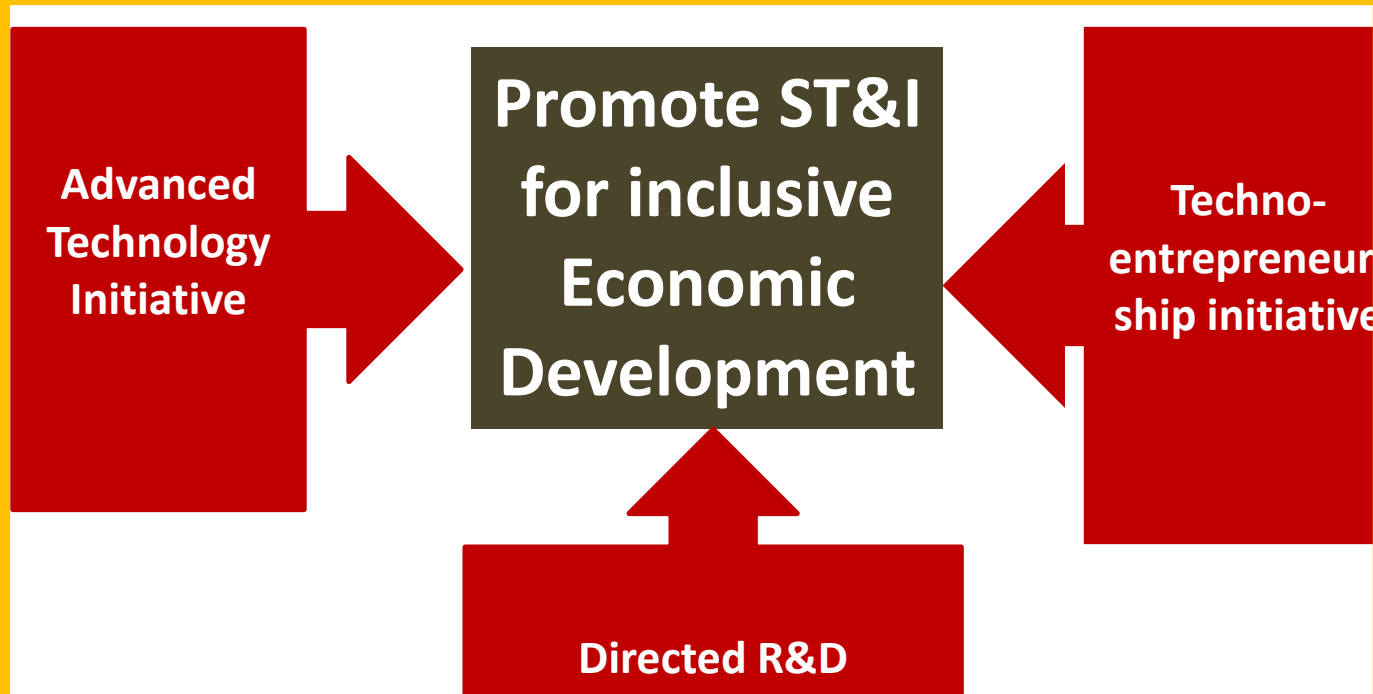 Advanced
Technology
Initiative
Promote ST&I
for inclusive
Economic
Development
Techno-
entrepreneur
ship initiative
Directed R&D